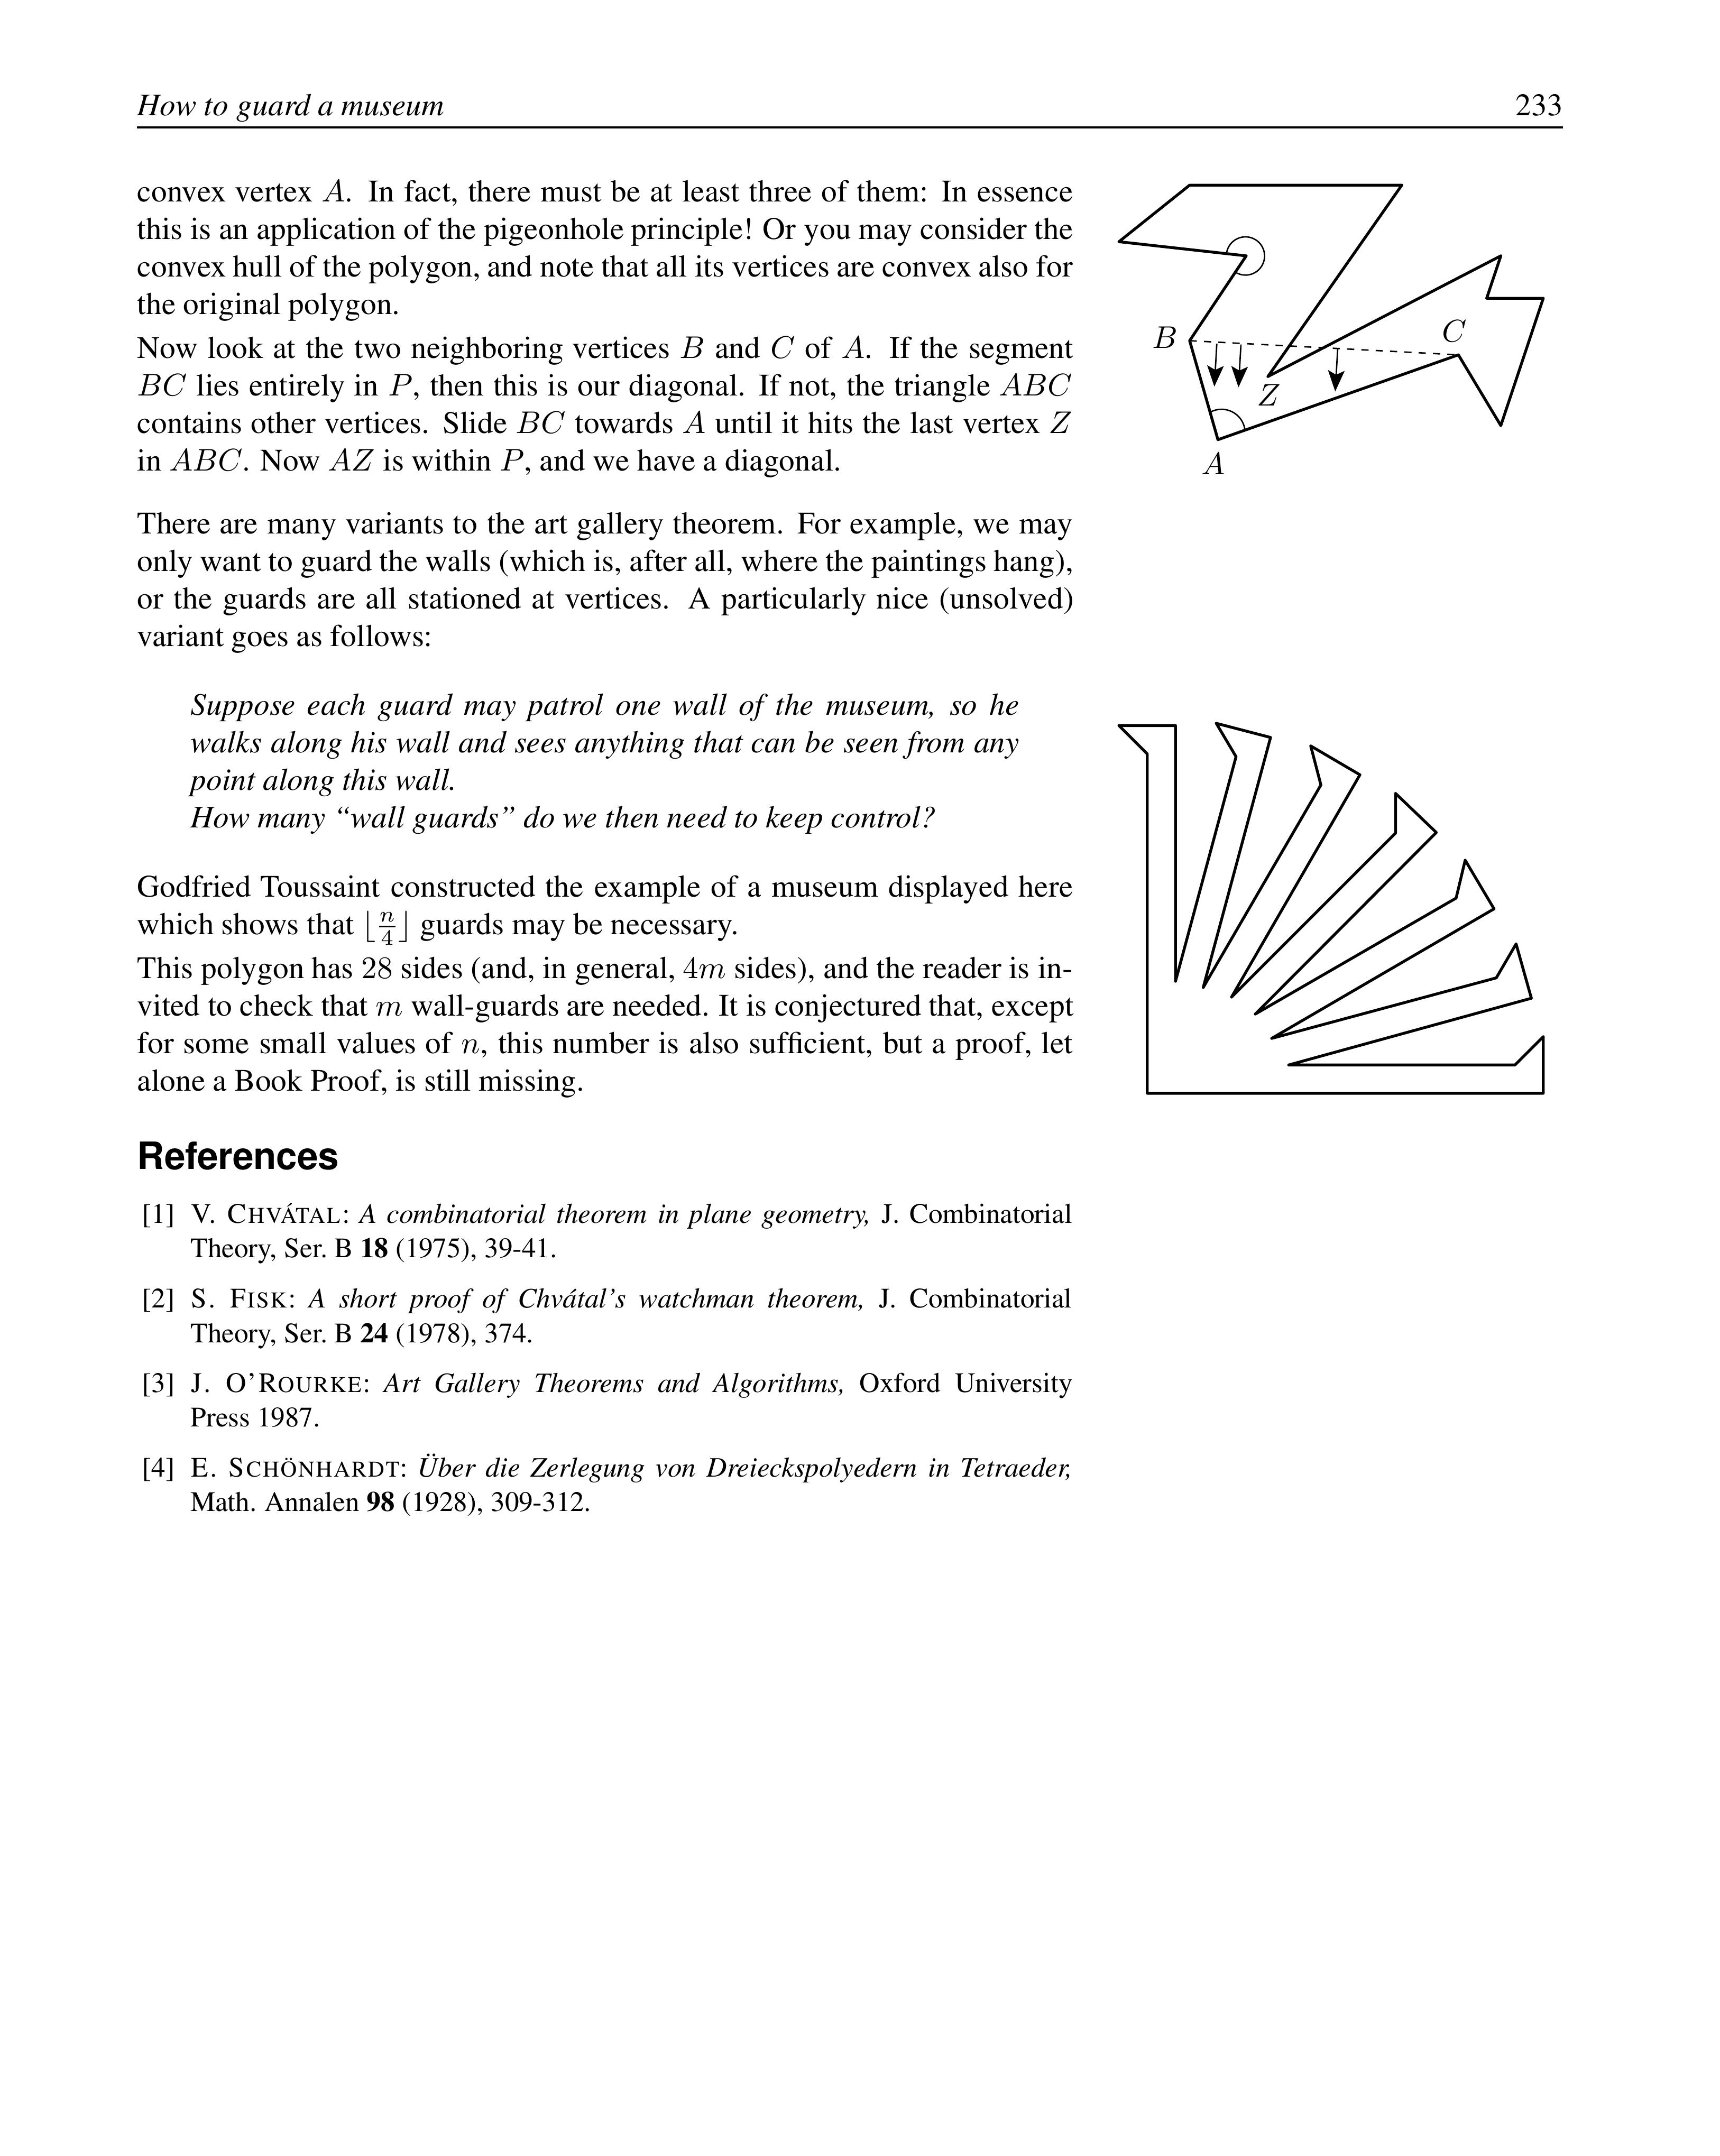 How to guard a museum 233
convex vertex A. In fact, there must be at least three of them: In essence
this is an application of the pigeonhole principle! Or you may consider the
convex hull of the polygon, and note that all its vertices are convex also for
the original polygon.
Now look at the two neighboring vertices B and C of A. If the segment
BC lies entirely in P, then this is our diagonal. If not, the triangle ABC
contains other vertices. Slide BC towards A until it hits the last vertex Z
in ABC. Now AZ is within P, and we have a diagonal.
B
C
Z
A
There are many variants to the art gallery theorem. For example, we may
only want to guard the walls (which is, after all, where the paintings hang),
or the guards are all stationed at vertices. A particularly nice (unsolved)
variant goes as follows:
Suppose each guard may patrol one wall of the museum, so he
walks along his wall and sees anything that can be seen from any
point along this wall.
How many “wall guards” do we then need to keep control?
Godfried Toussaint constructed the example of a museum displayed here
which shows that ⌊n/4⌋ guards may be necessary.
This polygon has 28 sides (and, in general, 4m sides), and the reader is in-
vited to check that m wall-guards are needed. It is conjectured that, except
for some small values of n, this number is also sufficient, but a proof, let
alone a Book Proof, is still missing.
References
[1] V. CHVÁTAL: A combinatorial theorem in plane geometry, J. Combinatorial
Theory, Ser. B 18 (1975), 39-41.
[2] S. FISK: A short proof of Chvátal’s watchman theorem, J. Combinatorial
Theory, Ser. B 24 (1978), 374.
[3] J. O’ROURKE: Art Gallery Theorems and Algorithms, Oxford University
Press 1987.
[4] E. SCHÖNHARDT: Über die Zerlegung von Dreieckspolyedern in Tetraeder,
Math. Annalen 98 (1928), 309-312.